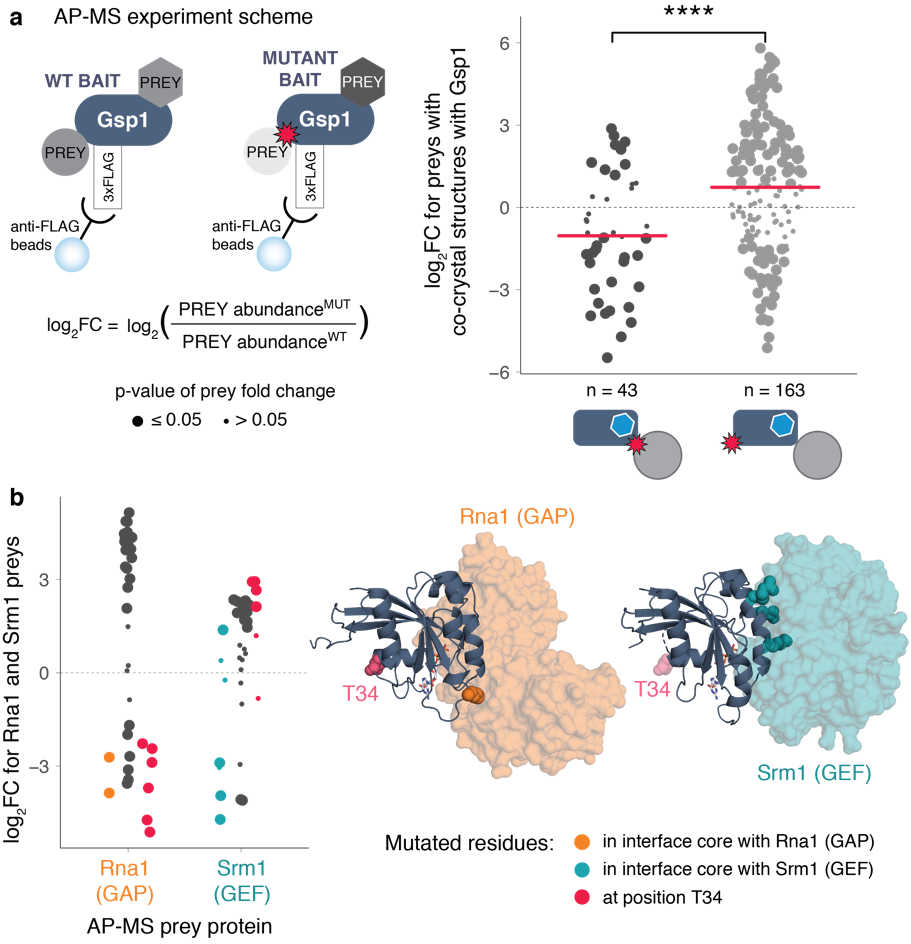 a
AP-MS experiment scheme
WT BAIT
PREY
Gsp1
PREY
3xFLAG
anti-FLAG
beads
MUTANT
BAIT
PREY
Gsp1
PREY
3xFLAG
anti-FLAG
beads
log2FC = log2(PREY abundance^MUT
PREY abundance^WT)
p-value of prey fold change
≤ 0.05
> 0.05
log2FC for preys with
co-crystal structures with Gsp1
6
3
0
−3
−6
****
n = 43
n = 163
b
log2FC for Rna1 and Srm1 preys
3
0
−3
Rna1
(GAP)
Srm1
(GEF)
AP-MS prey protein
Rna1 (GAP)
T34
T34
Srm1 (GEF)
Mutated residues:
in interface core with Rna1 (GAP)
in interface core with Srm1 (GEF)
at position T34